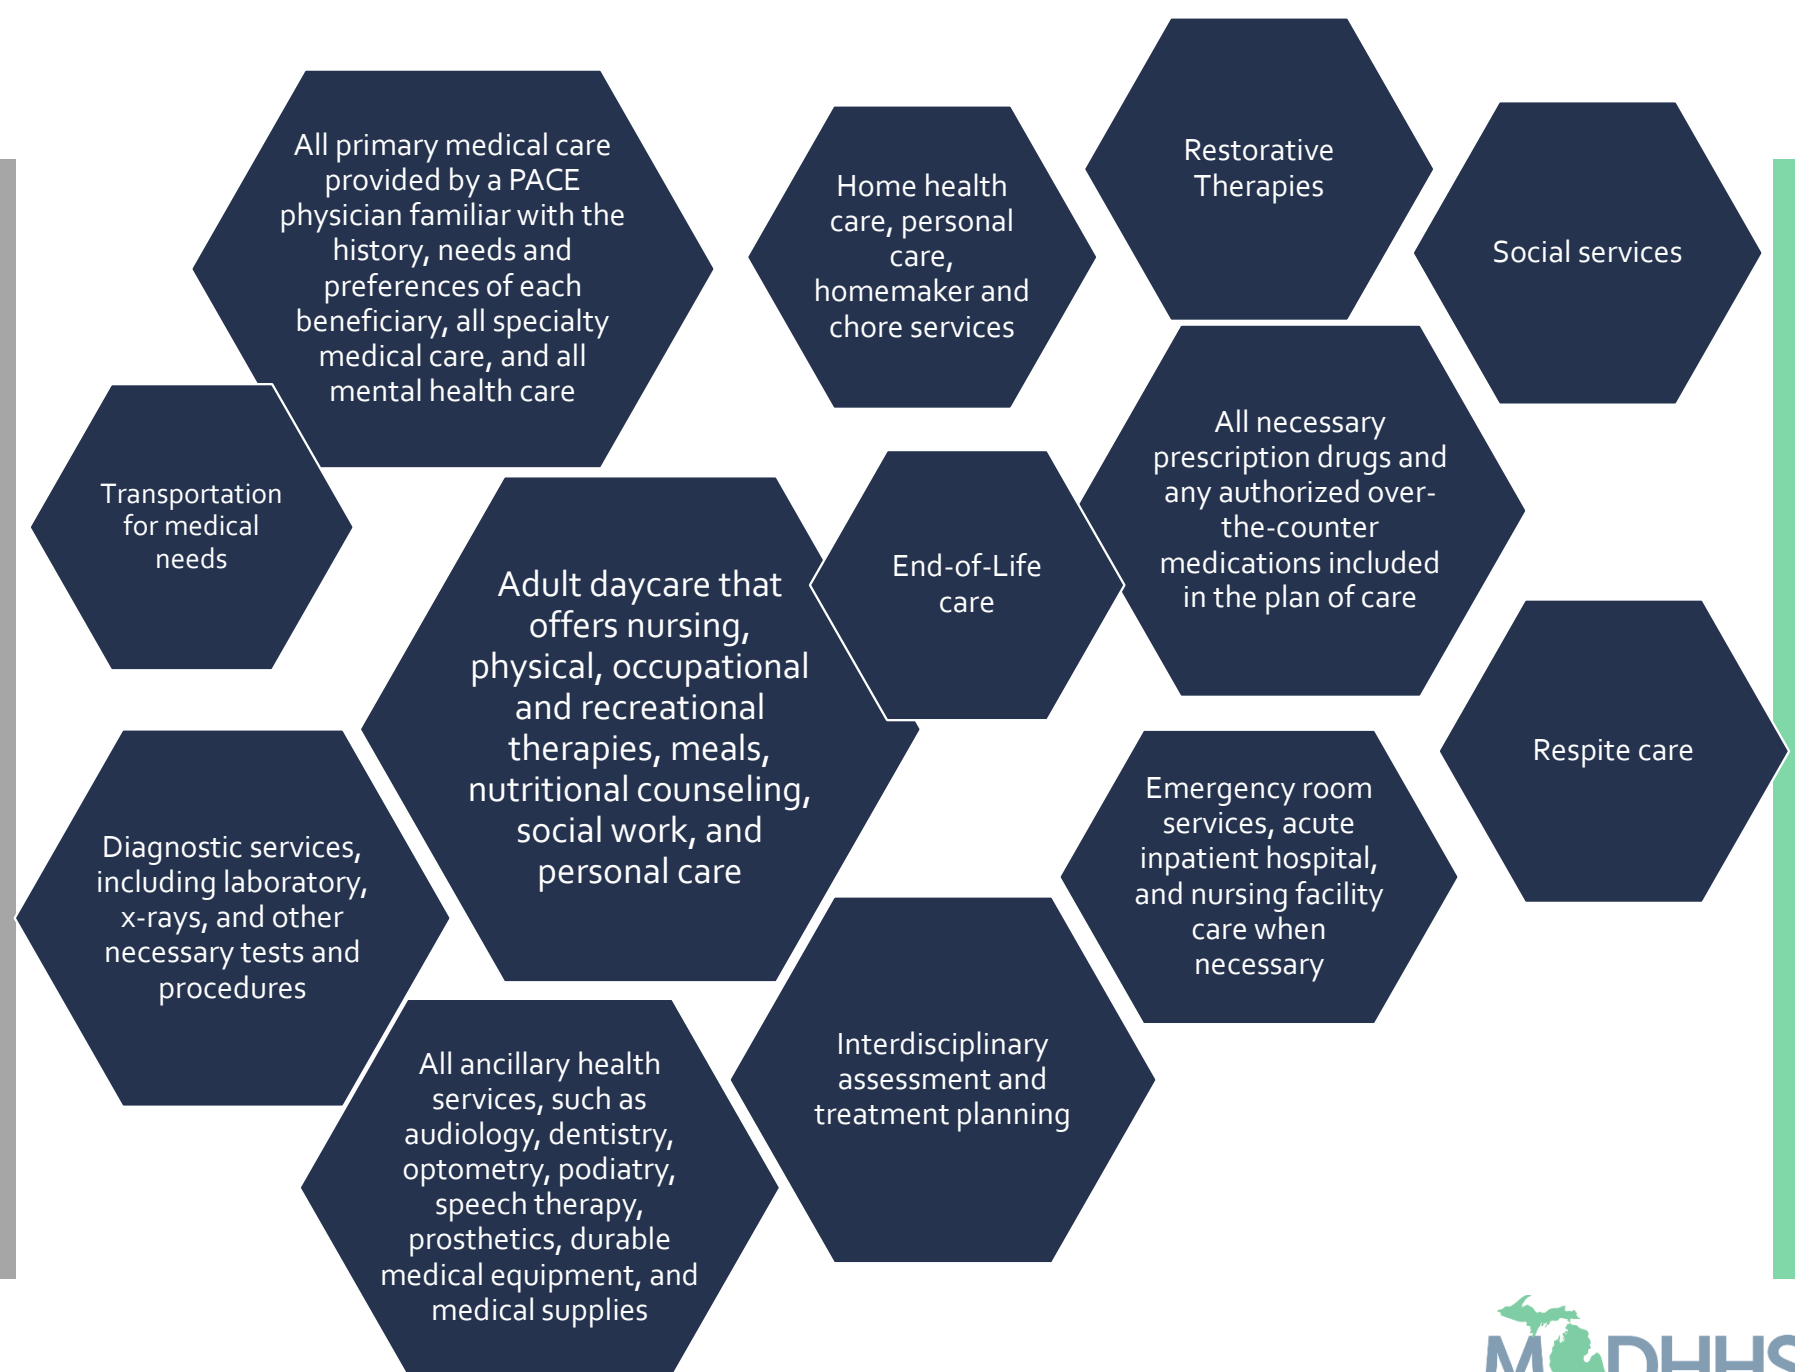 All primary medical care
provided by a PACE
physician familiar with the
history, needs and
preferences of each
beneficiary, all specialty
medical care, and all
mental health care
Home health
care, personal
care,
homemaker and
chore services
Restorative
Therapies
Social services
Transportation
for medical
needs
Adult daycare that
offers nursing,
physical, occupational
and recreational
therapies, meals,
nutritional counseling,
social work, and
personal care
End-of-Life
care
All necessary
prescription drugs and
any authorized over-
the-counter
medications included
in the plan of care
Respite care
Diagnostic services,
including laboratory,
x-rays, and other
necessary tests and
procedures
Emergency room
services, acute
inpatient hospital,
and nursing facility
care when
necessary
All ancillary health
services, such as
audiology, dentistry,
optometry, podiatry,
speech therapy,
prosthetics, durable
medical equipment, and
medical supplies
Interdisciplinary
assessment and
treatment planning
M DHHS